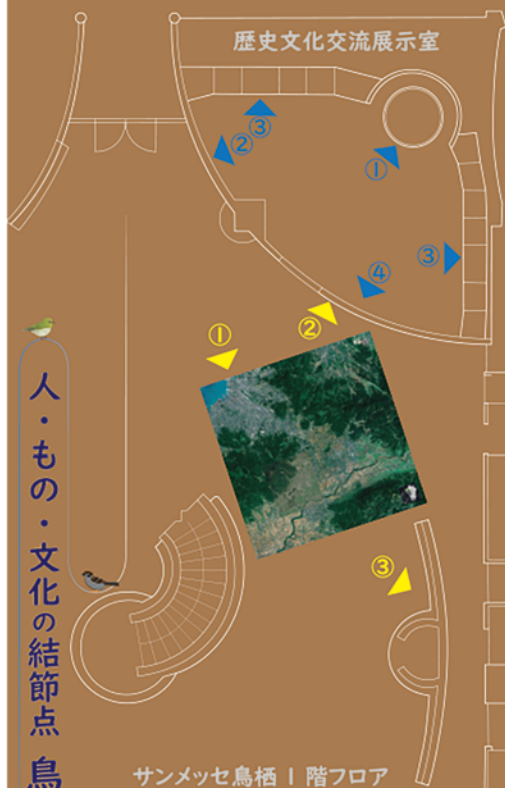 歴史文化交流展示室
③
②
①
④
③
②
①
③
人・もの・文化の結節点 鳥
サンメッセ鳥栖1階フロア